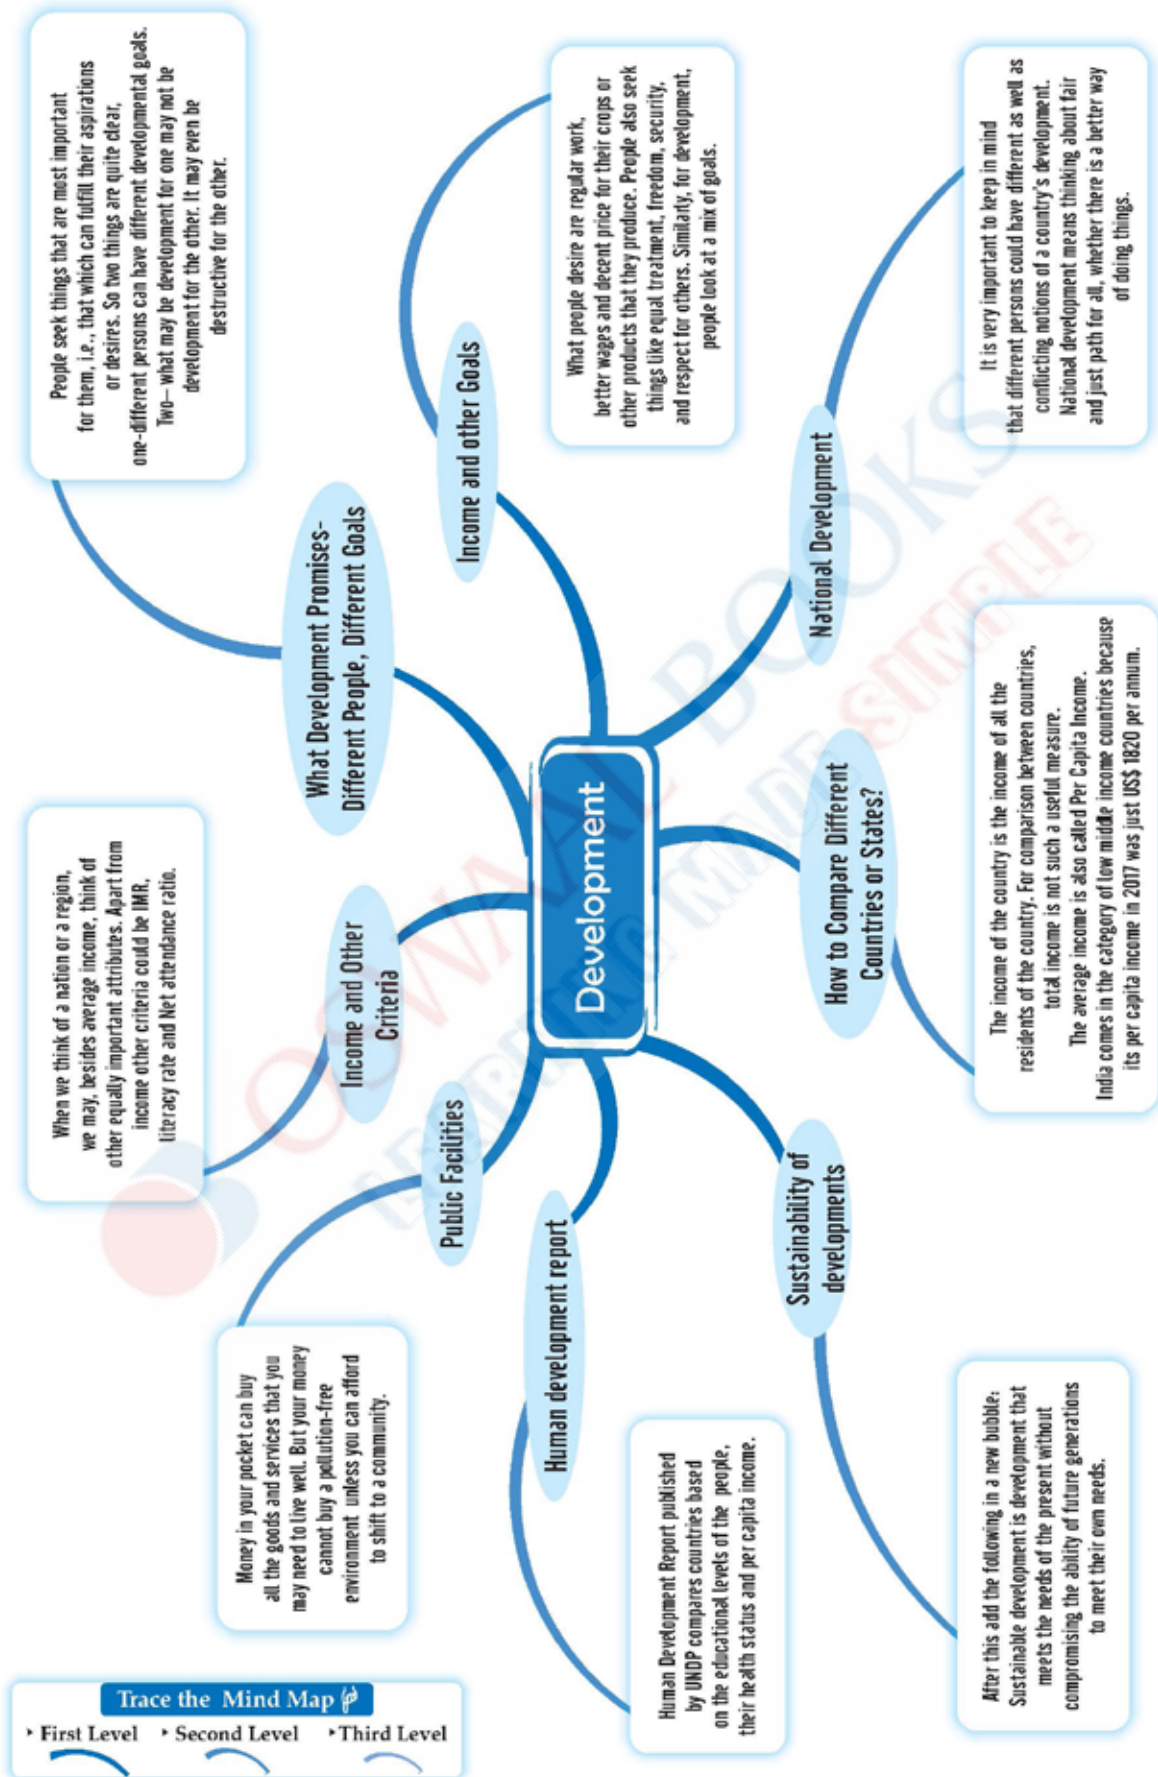 Development
What Development Promises-
Different People, Different Goals
People seek things that are most important
for them, i.e., that which can fulfill their aspirations
or desires. So two things are quite clear,
one-different persons can have different developmental goals.
Two– what may be development for one may not be
development for the other. It may even be
destructive for the other.
Income and other Goals
What people desire are regular work,
better wages and decent price for their crops or
other products that they produce. People also seek
things like equal treatment, freedom, security,
and respect for others. Similarly, for development,
people look at a mix of goals.
National Development
It is very important to keep in mind
that different persons could have different as well as
conflicting notions of a country's development.
National development means thinking about fair
and just path for all, whether there is a better way
of doing things.
How to Compare Different
Countries or States?
The income of the country is the income of all the
residents of the country. For comparison between countries,
total income is not such a useful measure.
The average income is also called Per Capita Income.
India comes in the category of low middle income countries because
its per capita income in 2017 was just US$ 1820 per annum.
Sustainability of
developments
After this add the following in a new bubble:
Sustainable development is development that
meets the needs of the present without
compromising the ability of future generations
to meet their own needs.
Human development report
Human Development Report published
by UNDP compares countries based
on the educational levels of the people,
their health status and per capita income.
Public Facilities
Money in your pocket can buy
all the goods and services that you
may need to live well. But your money
cannot buy a pollution-free
environment unless you can afford
to shift to a community.
Income and Other
Criteria
When we think of a nation or a region,
we may, besides average income, think of
other equally important attributes. Apart from
income other criteria could be IMR,
literacy rate and Net attendance ratio.
Trace the Mind Map
First Level Second Level Third Level
OSWAAL BOOKS
LEARNING MADE SIMPLE